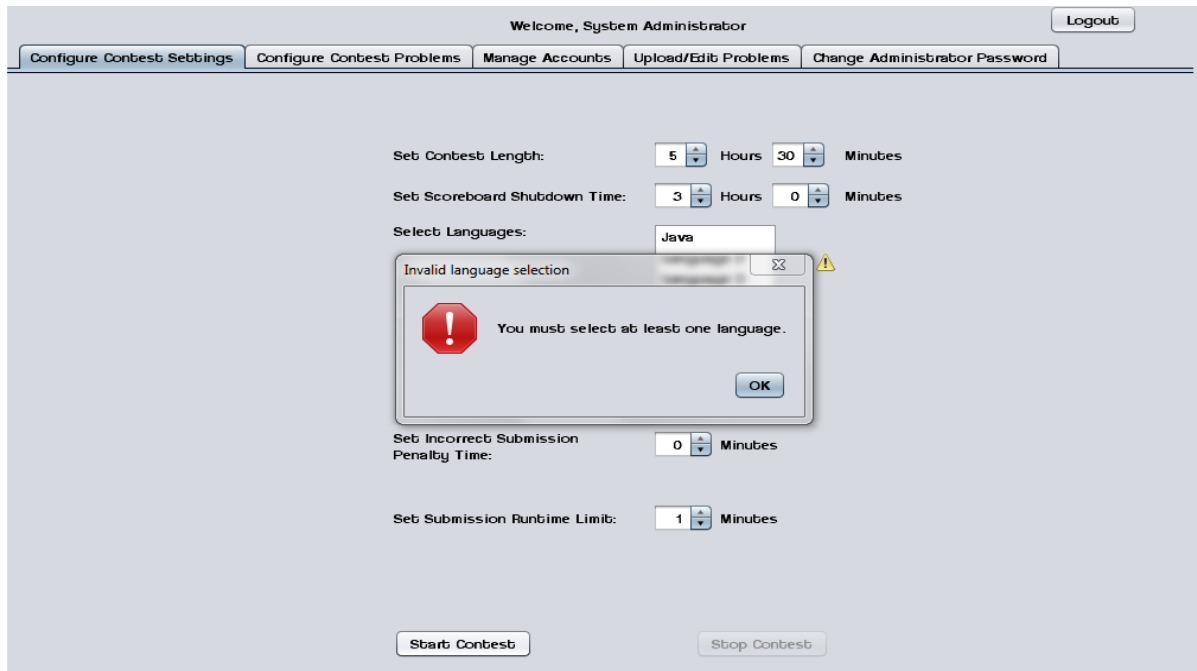 Welcome, System Administrator
Logout
Configure Contest Settings
Configure Contest Problems
Manage Accounts
Upload/Edit Problems
Change Administrator Password
Set Contest Length:
5 Hours 30 Minutes
Set Scoreboard Shutdown Time:
3 Hours 0 Minutes
Select Languages:
Java
Invalid language selection
You must select at least one language.
OK
Set Incorrect Submission
Penalty Time:
0 Minutes
Set Submission Runtime Limit:
1 Minutes
Start Contest
Stop Contest